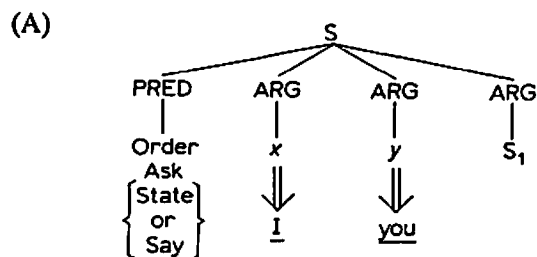 (A)
S
PRED ARG ARG ARG
Order x y S₁
Ask
{State
or
Say}
I you